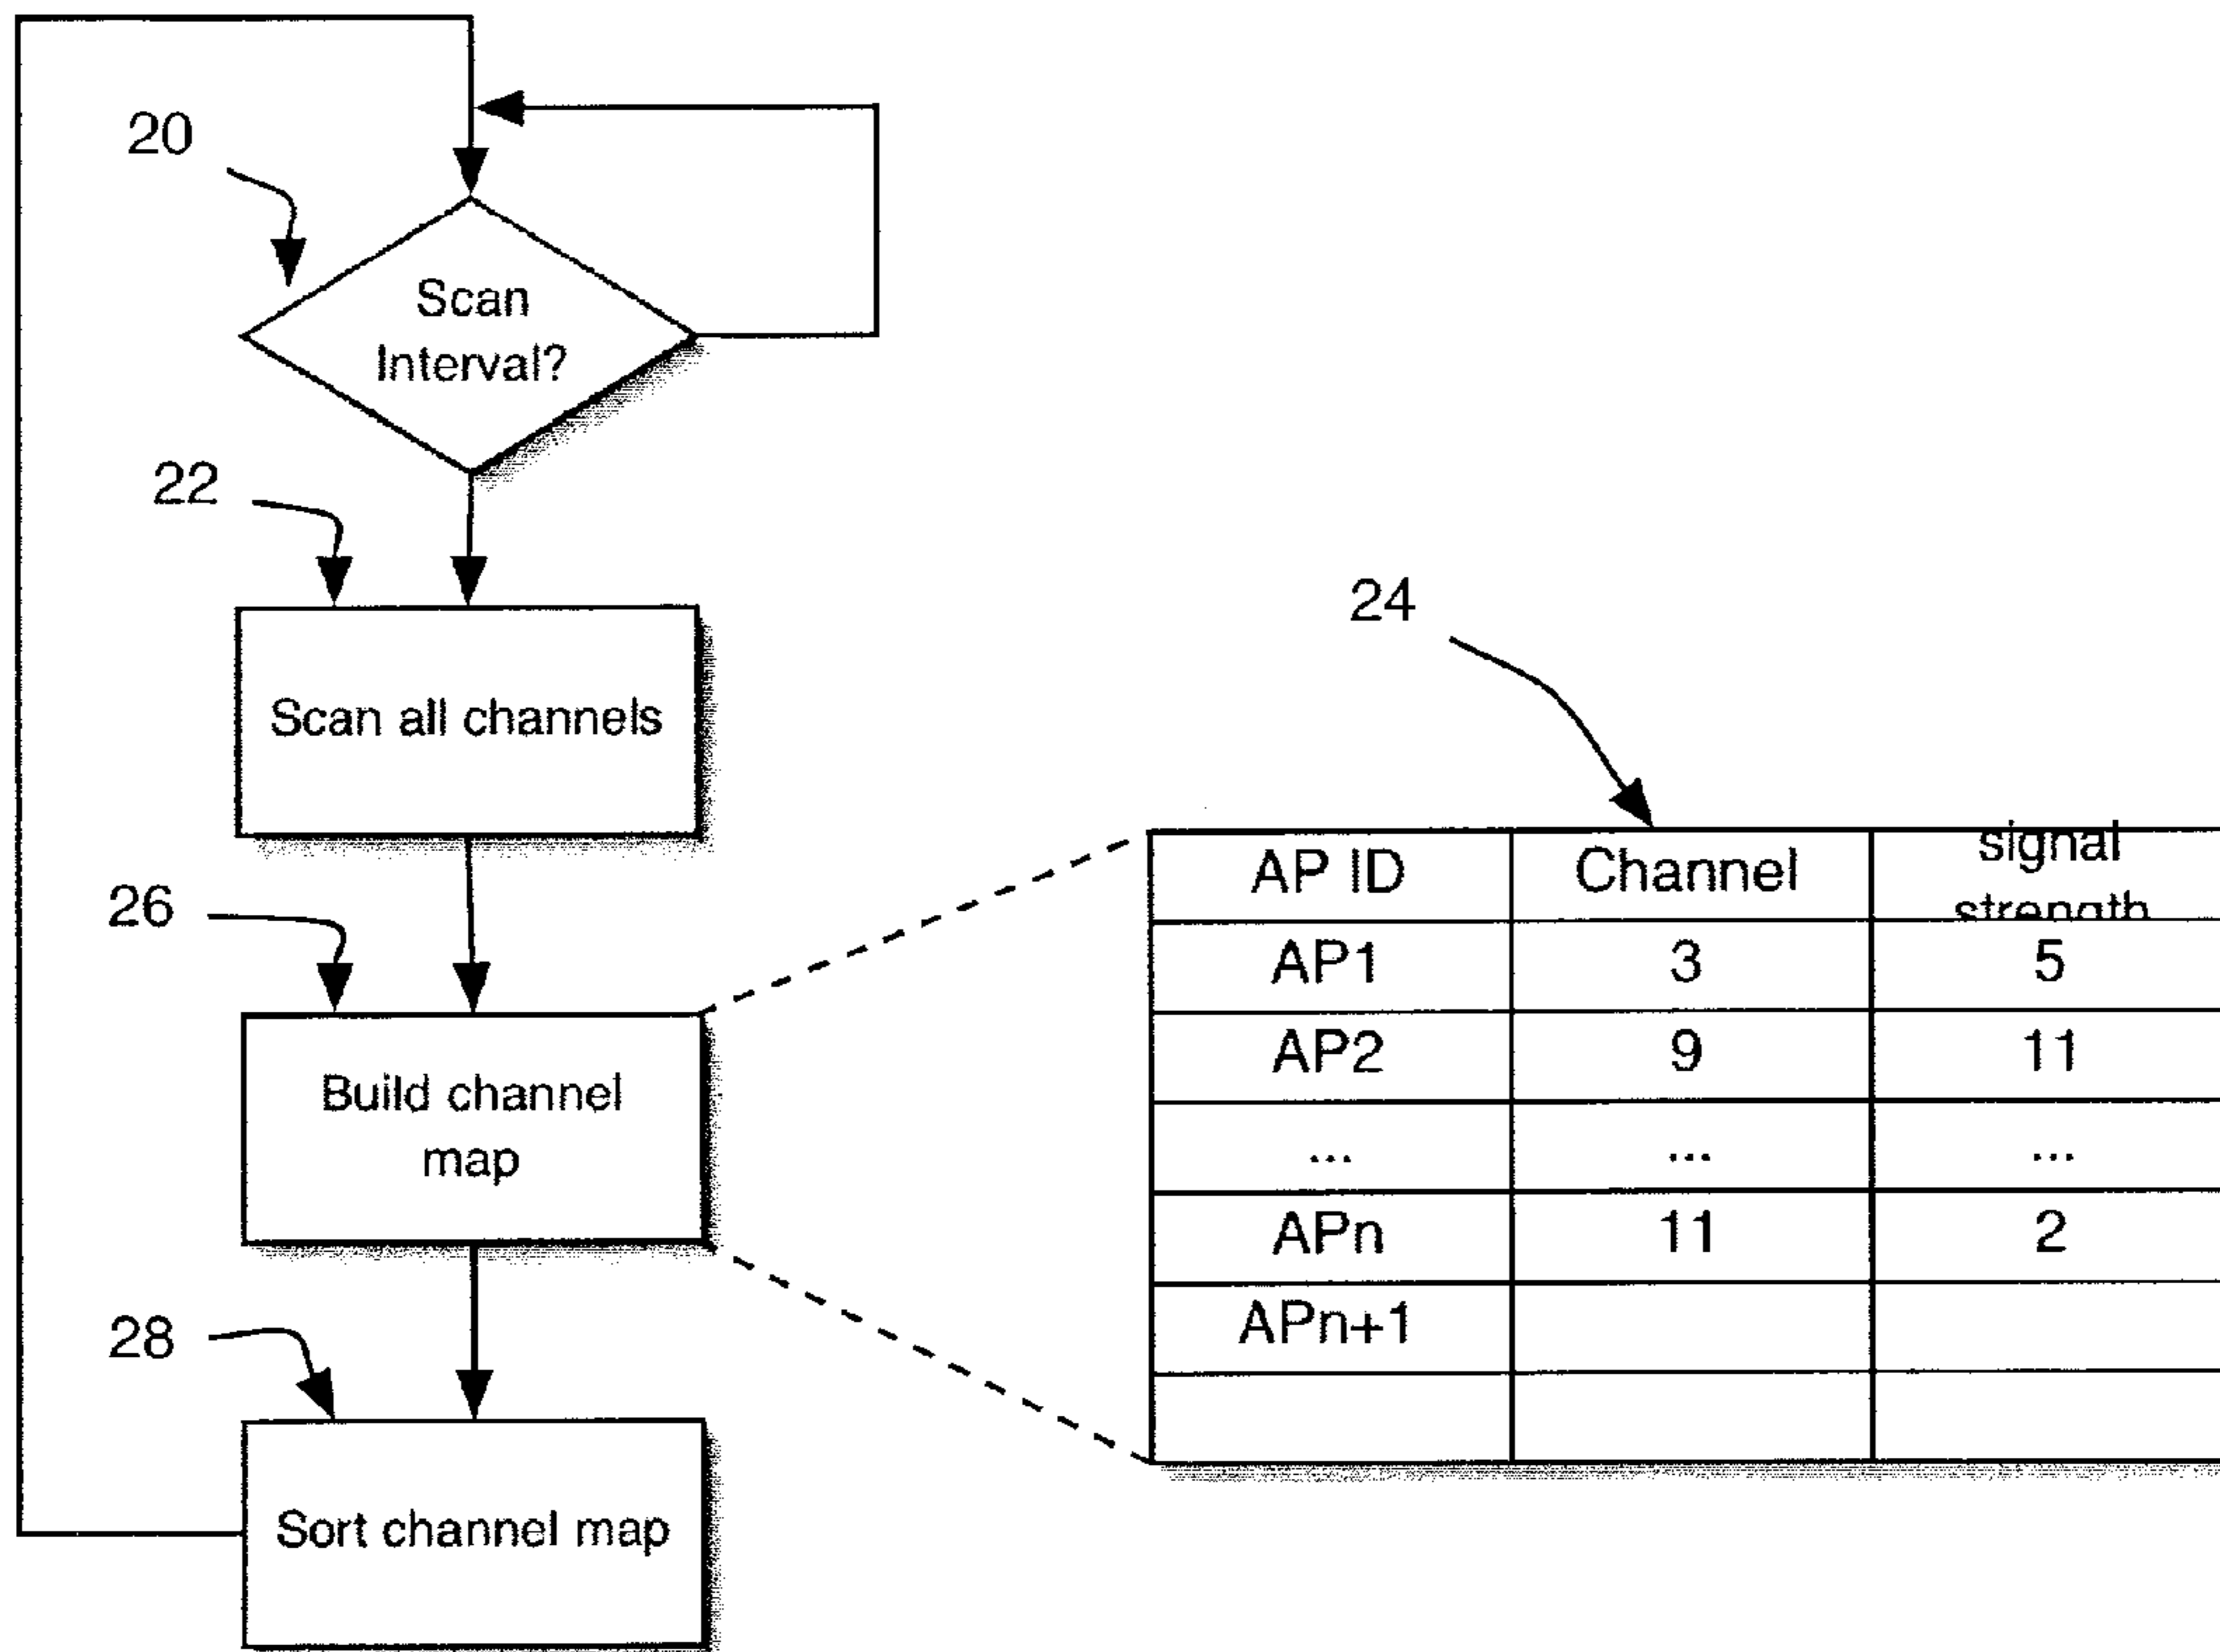 20
Scan
Interval?
22
Scan all channels
24
26
Build channel
map
28
Sort channel map
AP ID Channel signal
strength
AP1 3 5
AP2 9 11
... ... ...
APn 11 2
APn+1